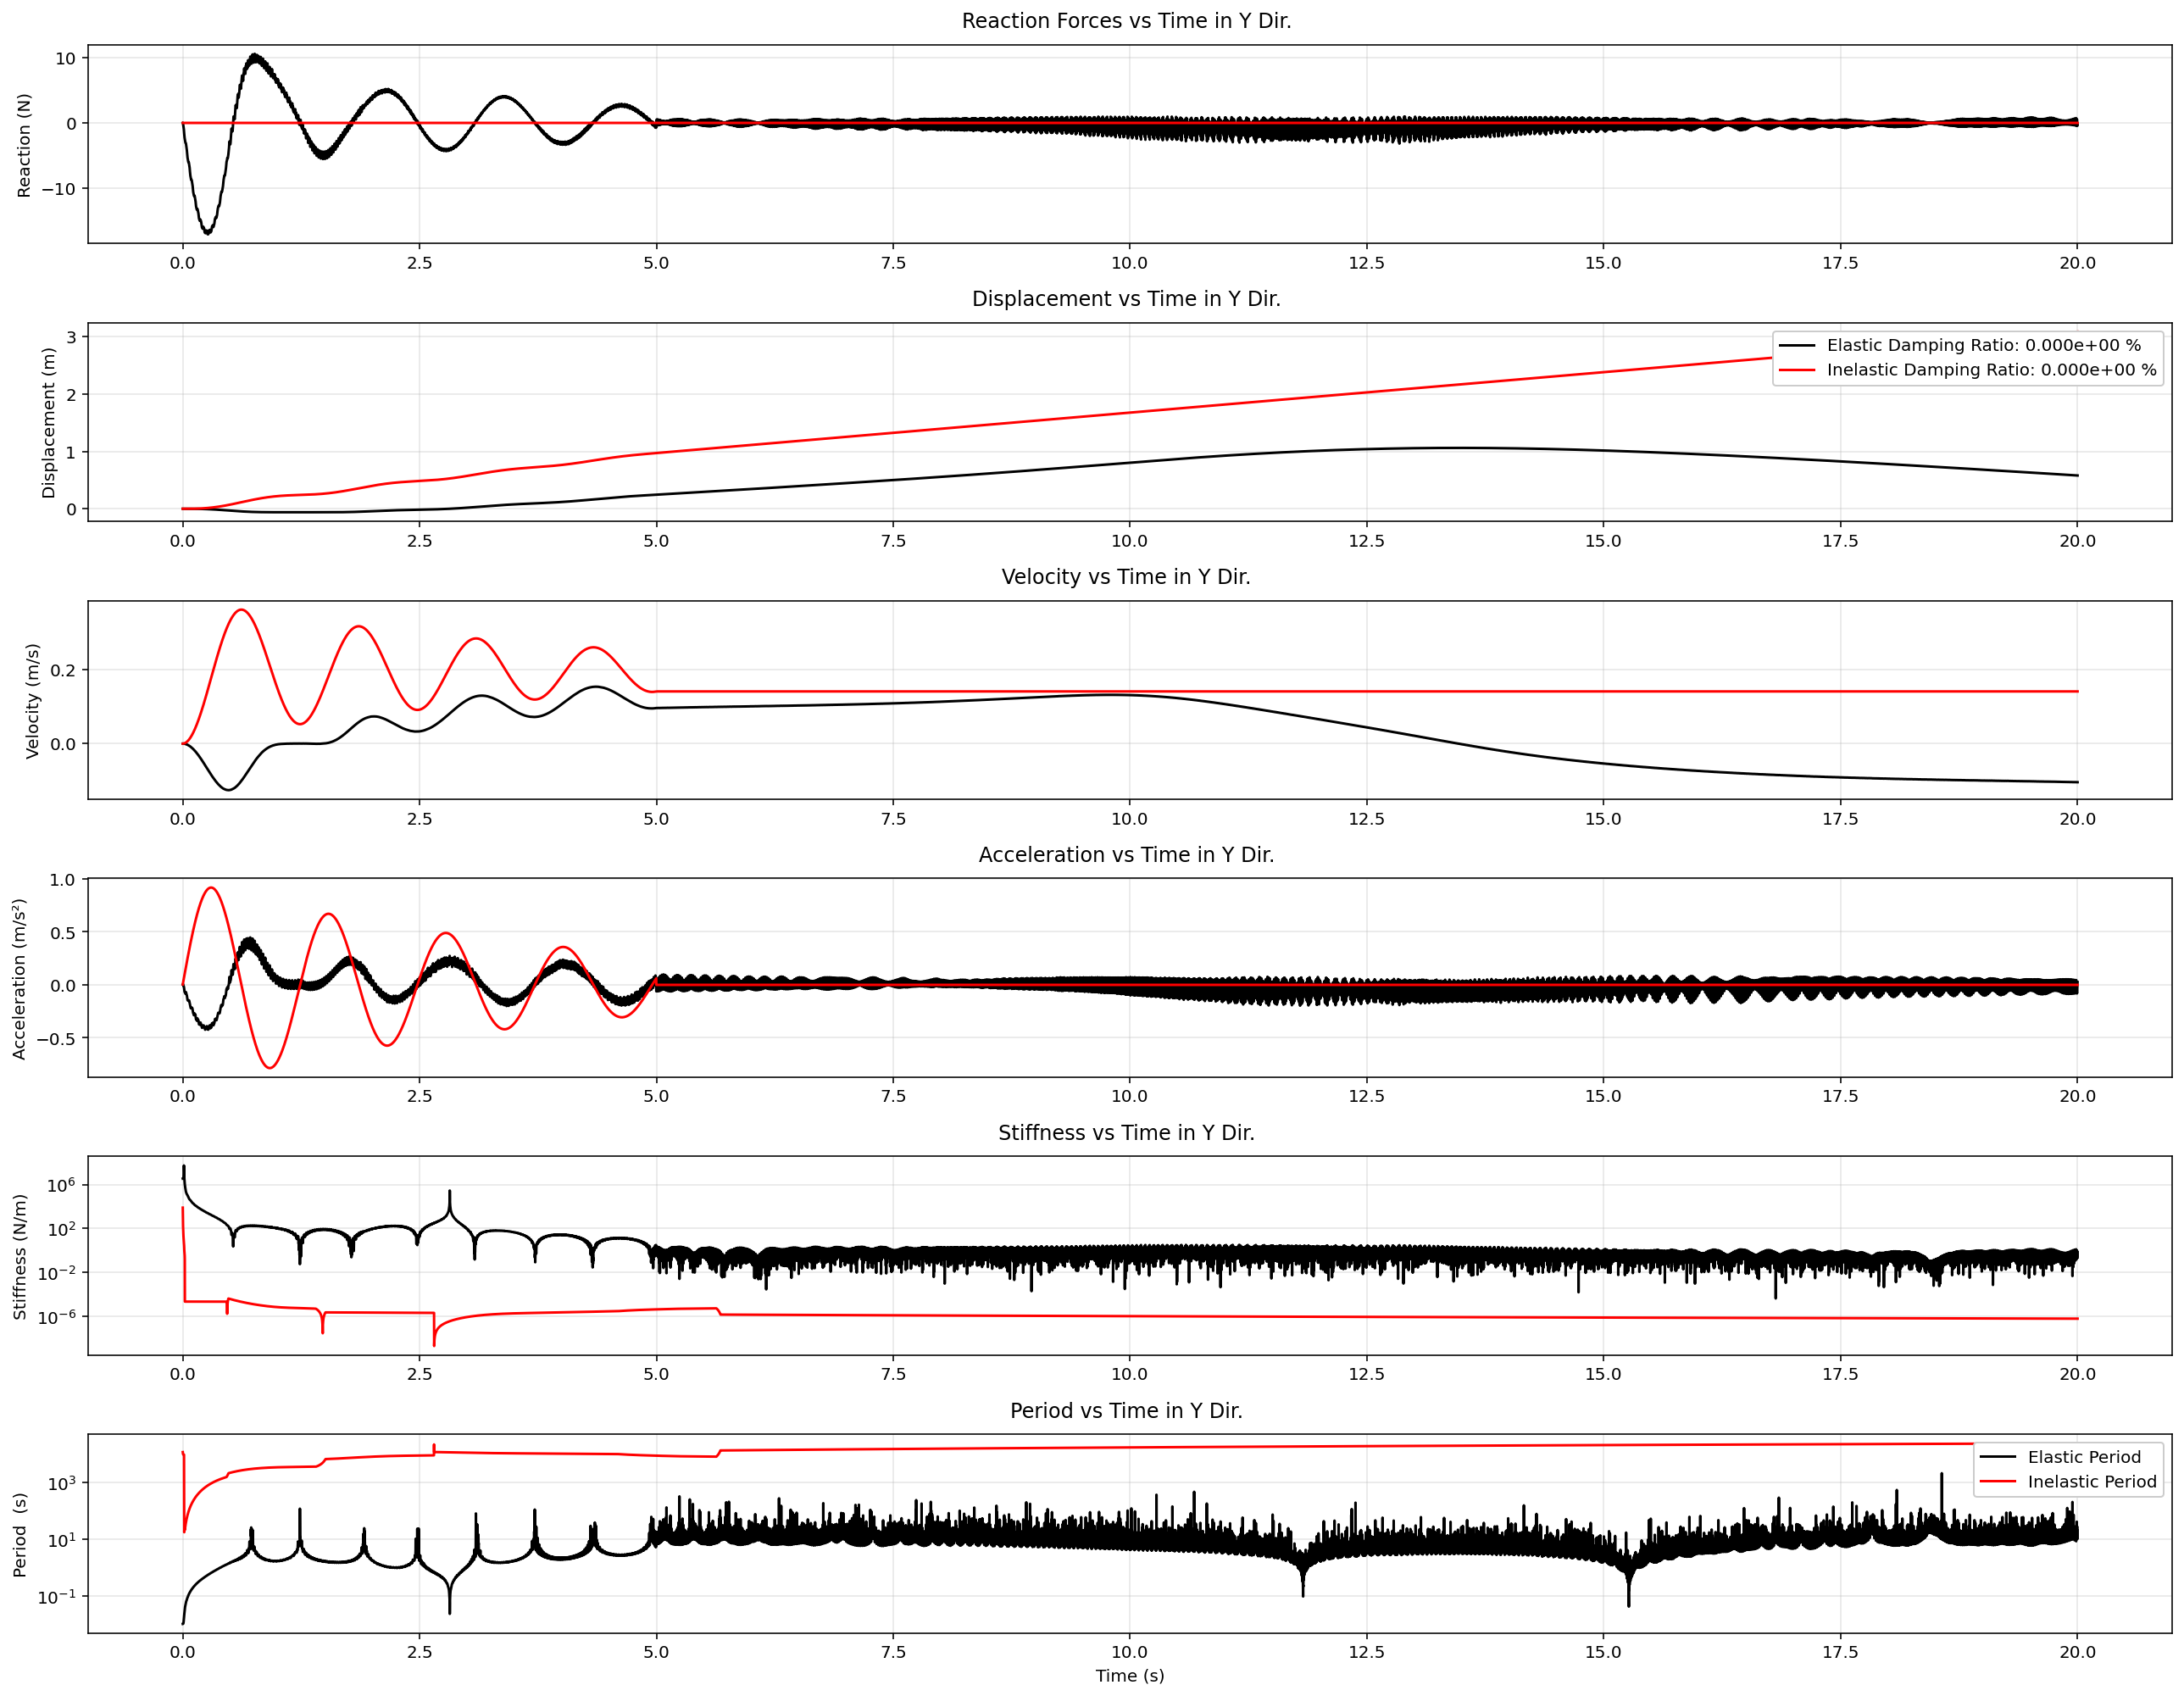 Reaction Forces vs Time in Y Dir.
Reaction (N)
10
0
−10
0.0 2.5 5.0 7.5 10.0 12.5 15.0 17.5 20.0
Displacement vs Time in Y Dir.
Displacement (m)
3
2
1
0
Elastic Damping Ratio: 0.000e+00 %
Inelastic Damping Ratio: 0.000e+00 %
0.0 2.5 5.0 7.5 10.0 12.5 15.0 17.5 20.0
Velocity vs Time in Y Dir.
Velocity (m/s)
0.2
0.0
0.0 2.5 5.0 7.5 10.0 12.5 15.0 17.5 20.0
Acceleration vs Time in Y Dir.
Acceleration (m/s²)
1.0
0.5
0.0
−0.5
0.0 2.5 5.0 7.5 10.0 12.5 15.0 17.5 20.0
Stiffness vs Time in Y Dir.
Stiffness (N/m)
10⁶
10²
10⁻²
10⁻⁶
0.0 2.5 5.0 7.5 10.0 12.5 15.0 17.5 20.0
Period vs Time in Y Dir.
Period (s)
10³
10¹
10⁻¹
Elastic Period
Inelastic Period
0.0 2.5 5.0 7.5 10.0 12.5 15.0 17.5 20.0
Time (s)